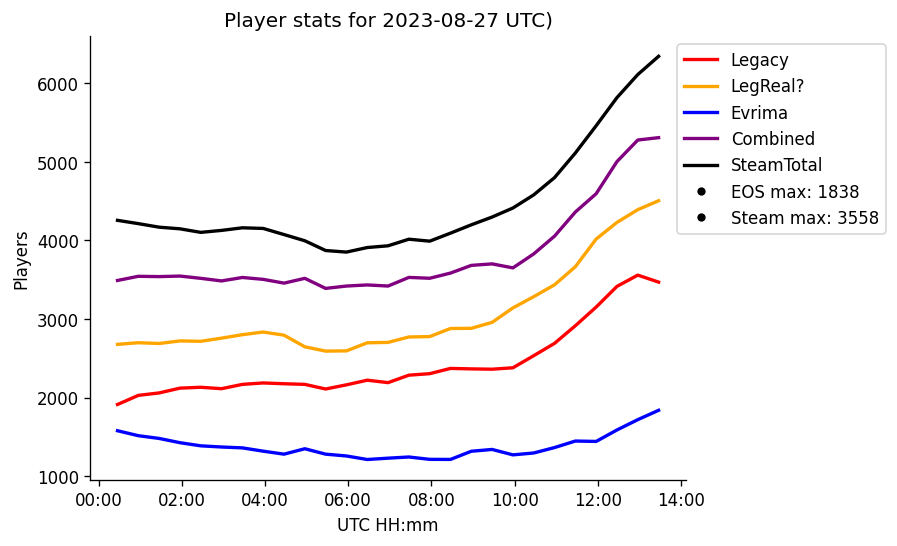 Player stats for 2023-08-27 UTC)
Players
6000
5000
4000
3000
2000
1000
00:00 02:00 04:00 06:00 08:00 10:00 12:00 14:00
UTC HH:mm
Legacy
LegReal?
Evrima
Combined
SteamTotal
EOS max: 1838
Steam max: 3558